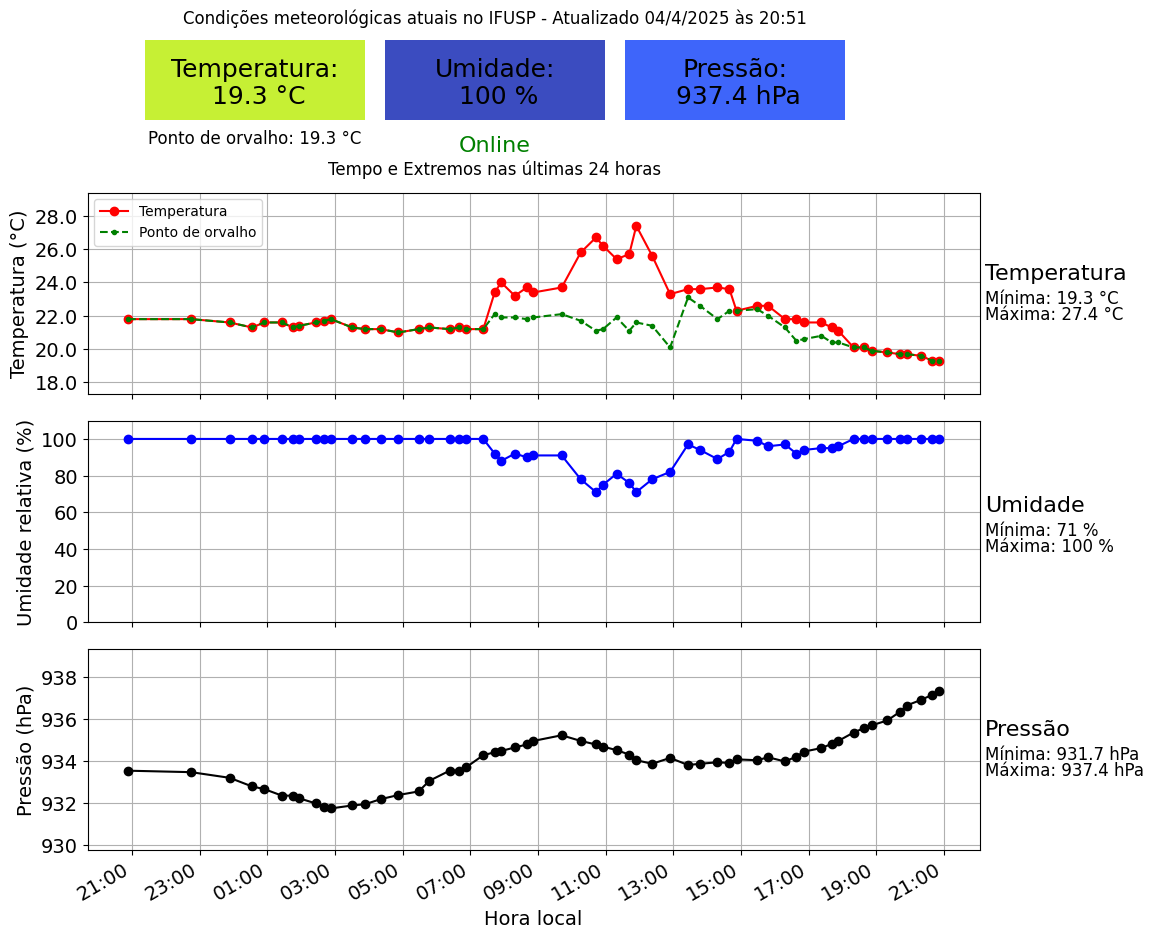 Condições meteorológicas atuais no IFUSP - Atualizado 04/4/2025 às 20:51
Temperatura:
19.3 °C
Umidade:
100 %
Pressão:
937.4 hPa
Ponto de orvalho: 19.3 °C
Online
Tempo e Extremos nas últimas 24 horas
Temperatura (°C)
28.0
26.0
24.0
22.0
20.0
18.0
Temperatura
Ponto de orvalho
Temperatura
Mínima: 19.3 °C
Máxima: 27.4 °C
Umidade relativa (%)
100
80
60
40
20
0
Umidade
Mínima: 71 %
Máxima: 100 %
Pressão (hPa)
938
936
934
932
930
Pressão
Mínima: 931.7 hPa
Máxima: 937.4 hPa
21:00 23:00 01:00 03:00 05:00 07:00 09:00 11:00 13:00 15:00 17:00 19:00 21:00
Hora local